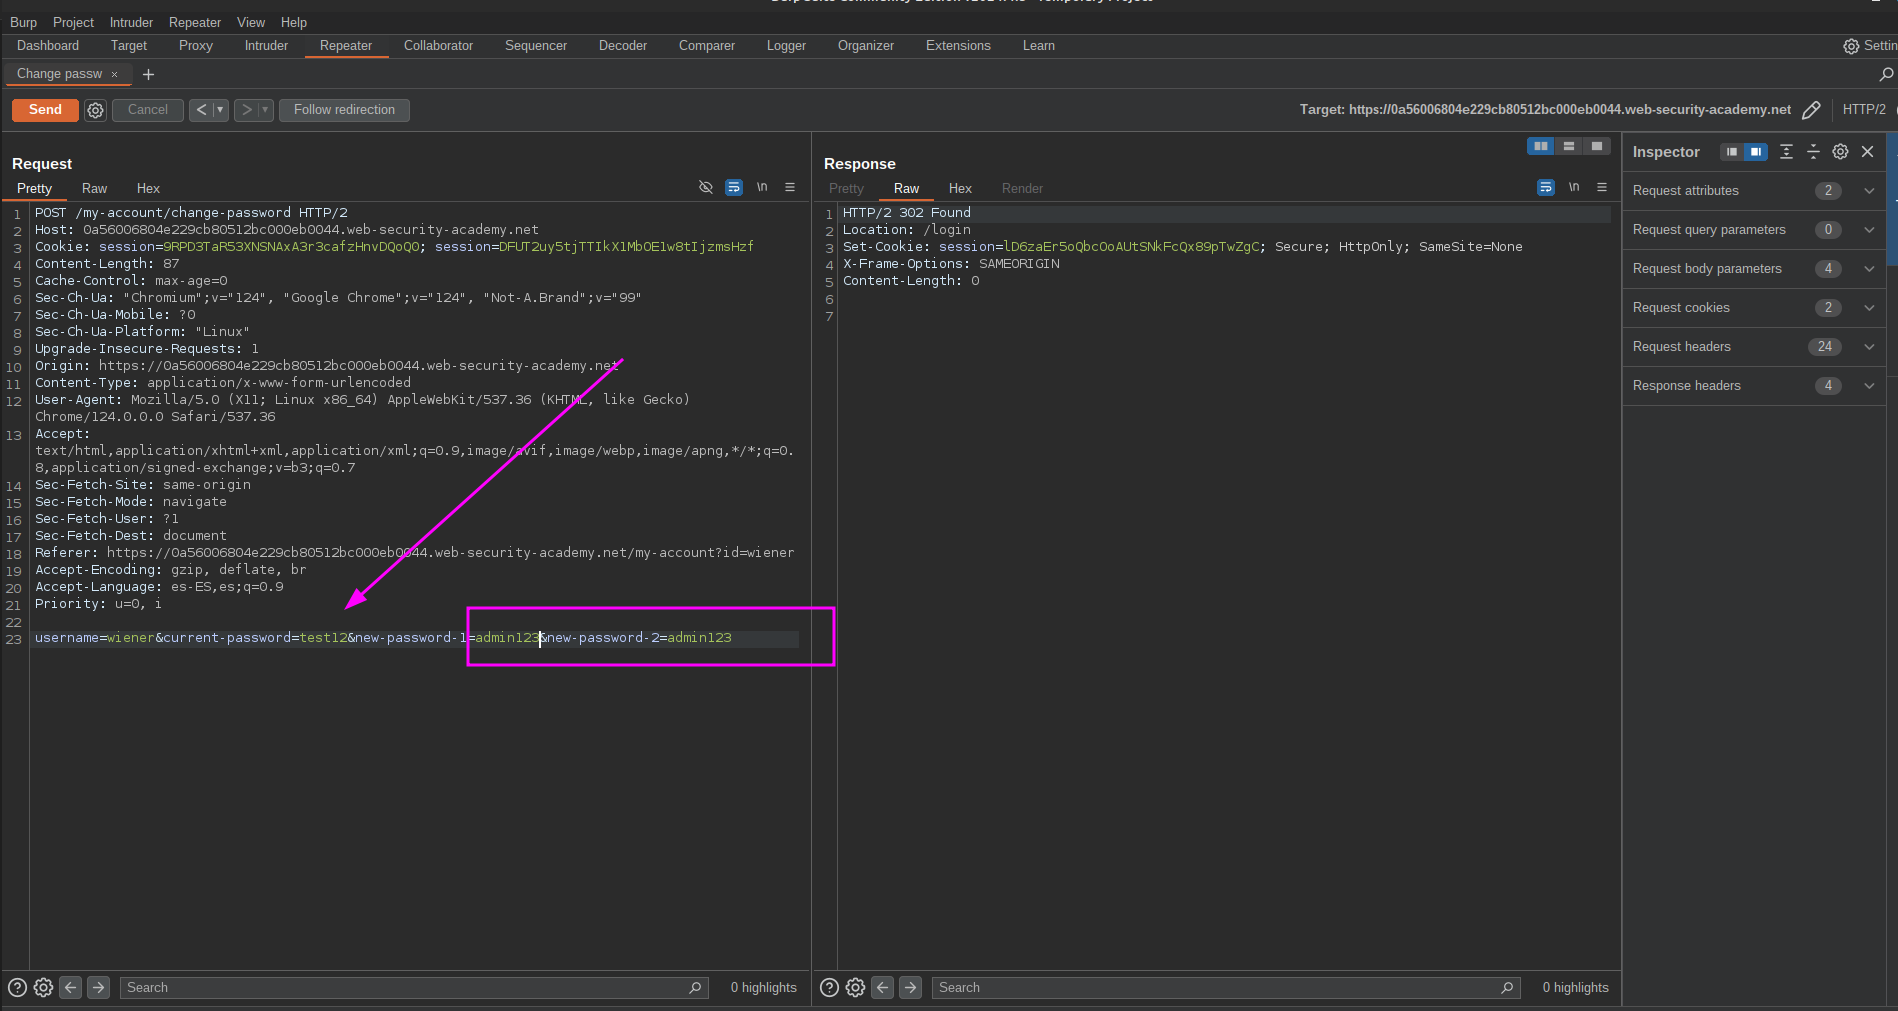 Burp Project Intruder Repeater View Help
Dashboard Target Proxy Intruder Repeater Collaborator Sequencer Decoder Comparer Logger Organizer Extensions Learn Settin
Change passw × +
Send Cancel < > Follow redirection Target: https://0a56006804e229cb80512bc000eb0044.web-security-academy.net HTTP/2
Request
Pretty Raw Hex \n
1 POST /my-account/change-password HTTP/2
2 Host: 0a56006804e229cb80512bc000eb0044.web-security-academy.net
3 Cookie: session=9RPD3TaR53XNSNAxA3r3cafzHnvDQoQO; session=DFUT2uy5tjTTIkX1MbOE1w8tIjzmsHzf
4 Content-Length: 87
5 Cache-Control: max-age=0
6 Sec-Ch-Ua: "Chromium";v="124", "Google Chrome";v="124", "Not-A.Brand";v="99"
7 Sec-Ch-Ua-Mobile: ?0
8 Sec-Ch-Ua-Platform: "Linux"
9 Upgrade-Insecure-Requests: 1
10 Origin: https://0a56006804e229cb80512bc000eb0044.web-security-academy.net
11 Content-Type: application/x-www-form-urlencoded
12 User-Agent: Mozilla/5.0 (X11; Linux x86_64) AppleWebKit/537.36 (KHTML, like Gecko)
Chrome/124.0.0.0 Safari/537.36
13 Accept:
text/html,application/xhtml+xml,application/xml;q=0.9,image/avif,image/webp,image/apng,*/*;q=0.
8,application/signed-exchange;v=b3;q=0.7
14 Sec-Fetch-Site: same-origin
15 Sec-Fetch-Mode: navigate
16 Sec-Fetch-User: ?1
17 Sec-Fetch-Dest: document
18 Referer: https://0a56006804e229cb80512bc000eb0044.web-security-academy.net/my-account?id=wiener
19 Accept-Encoding: gzip, deflate, br
20 Accept-Language: es-ES,es;q=0.9
21 Priority: u=0, i
22
23 username=wiener&current-password=test12&new-password-1=admin123&new-password-2=admin123
Search 0 highlights
Response
Pretty Raw Hex Render \n
1 HTTP/2 302 Found
2 Location: /login
3 Set-Cookie: session=lD6zaEr5oQbcOoAUtSNkFcQx89pTwZgC; Secure; HttpOnly; SameSite=None
4 X-Frame-Options: SAMEORIGIN
5 Content-Length: 0
6
7
Search 0 highlights
Inspector
Request attributes 2
Request query parameters 0
Request body parameters 4
Request cookies 2
Request headers 24
Response headers 4